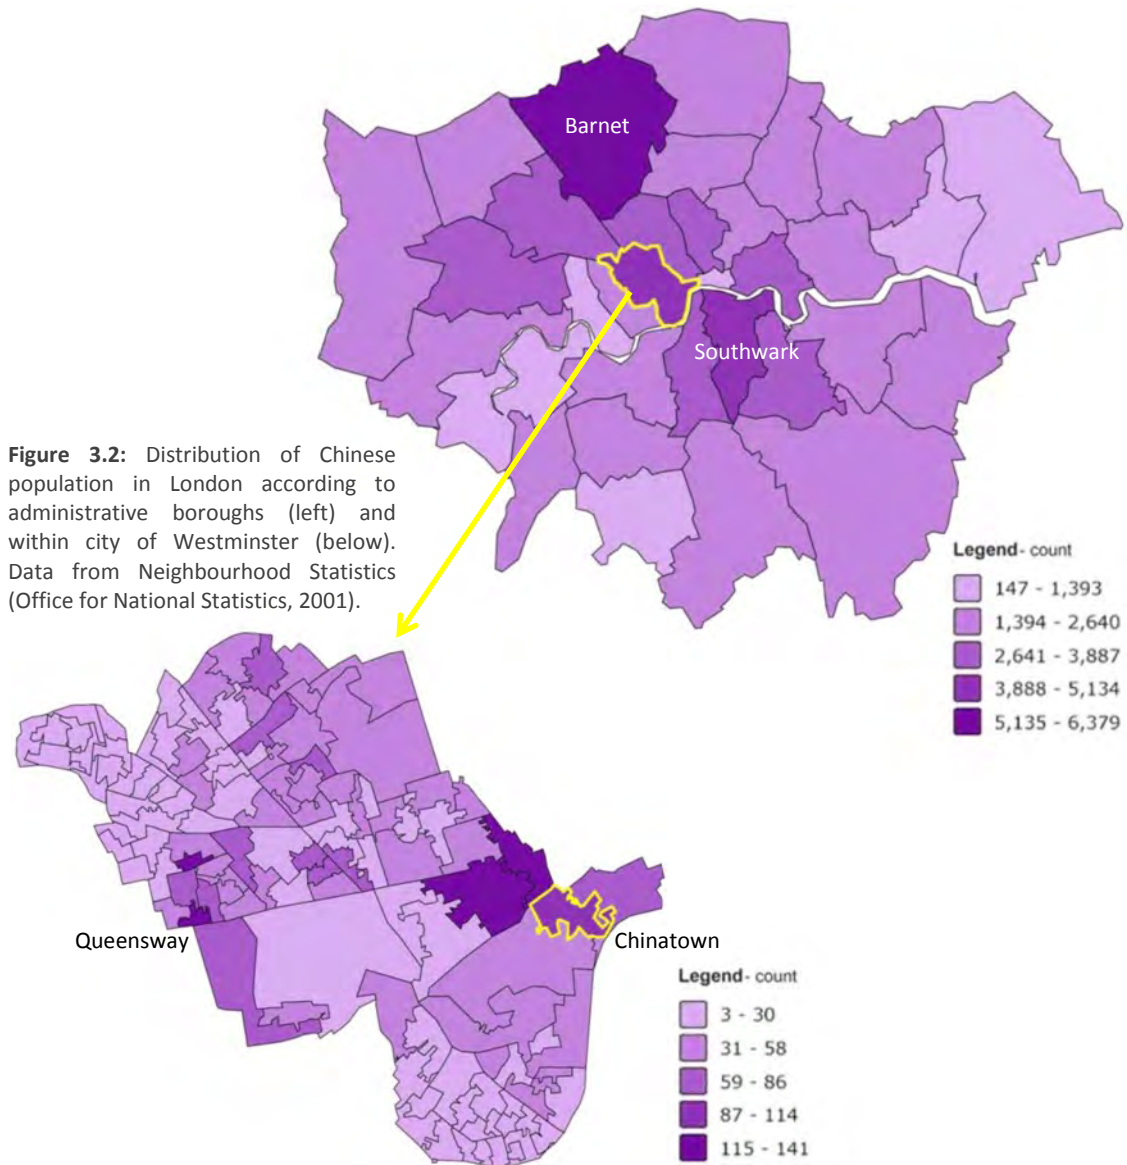 Barnet
Southwark
Figure 3.2: Distribution of Chinese
population in London according to
administrative boroughs (left) and
within city of Westminster (below).
Data from Neighbourhood Statistics
(Office for National Statistics, 2001).
Legend- count
147 - 1,393
1,394 - 2,640
2,641 - 3,887
3,888 - 5,134
5,135 - 6,379
Queensway
Chinatown
Legend- count
3 - 30
31 - 58
59 - 86
87 - 114
115 - 141